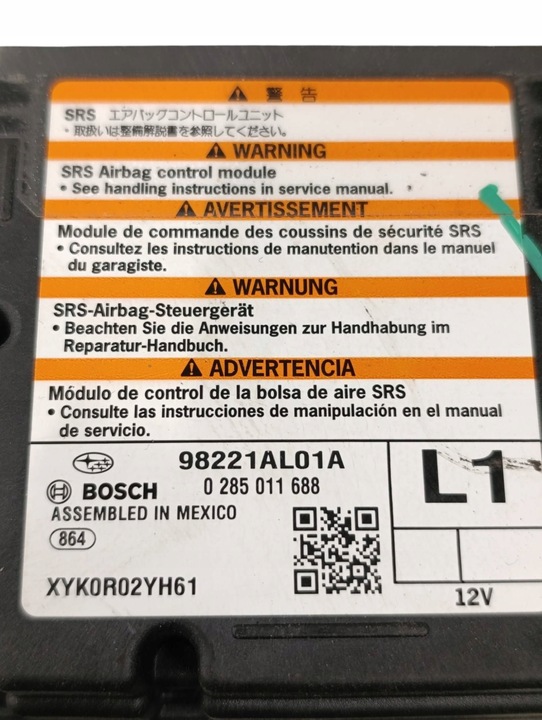 ⚠ 警 告
SRS エアバックコントロールユニット
・取扱いは整備解説書を参照してください。
⚠ WARNING
SRS Airbag control module
• See handling instructions in service manual.
⚠ AVERTISSEMENT
Module de commande des coussins de sécurité SRS
• Consultez les instructions de manutention dans le manuel
du garagiste.
⚠ WARNUNG
SRS-Airbag-Steuergerät
• Beachten Sie die Anweisungen zur Handhabung im
Reparatur-Handbuch.
⚠ ADVERTENCIA
Módulo de control de la bolsa de aire SRS
• Consulte las instrucciones de manipulación en el manual
de servicio.
98221AL01A
L1
BOSCH 0 285 011 688
ASSEMBLED IN MEXICO
864
XYK0R02YH61
12V